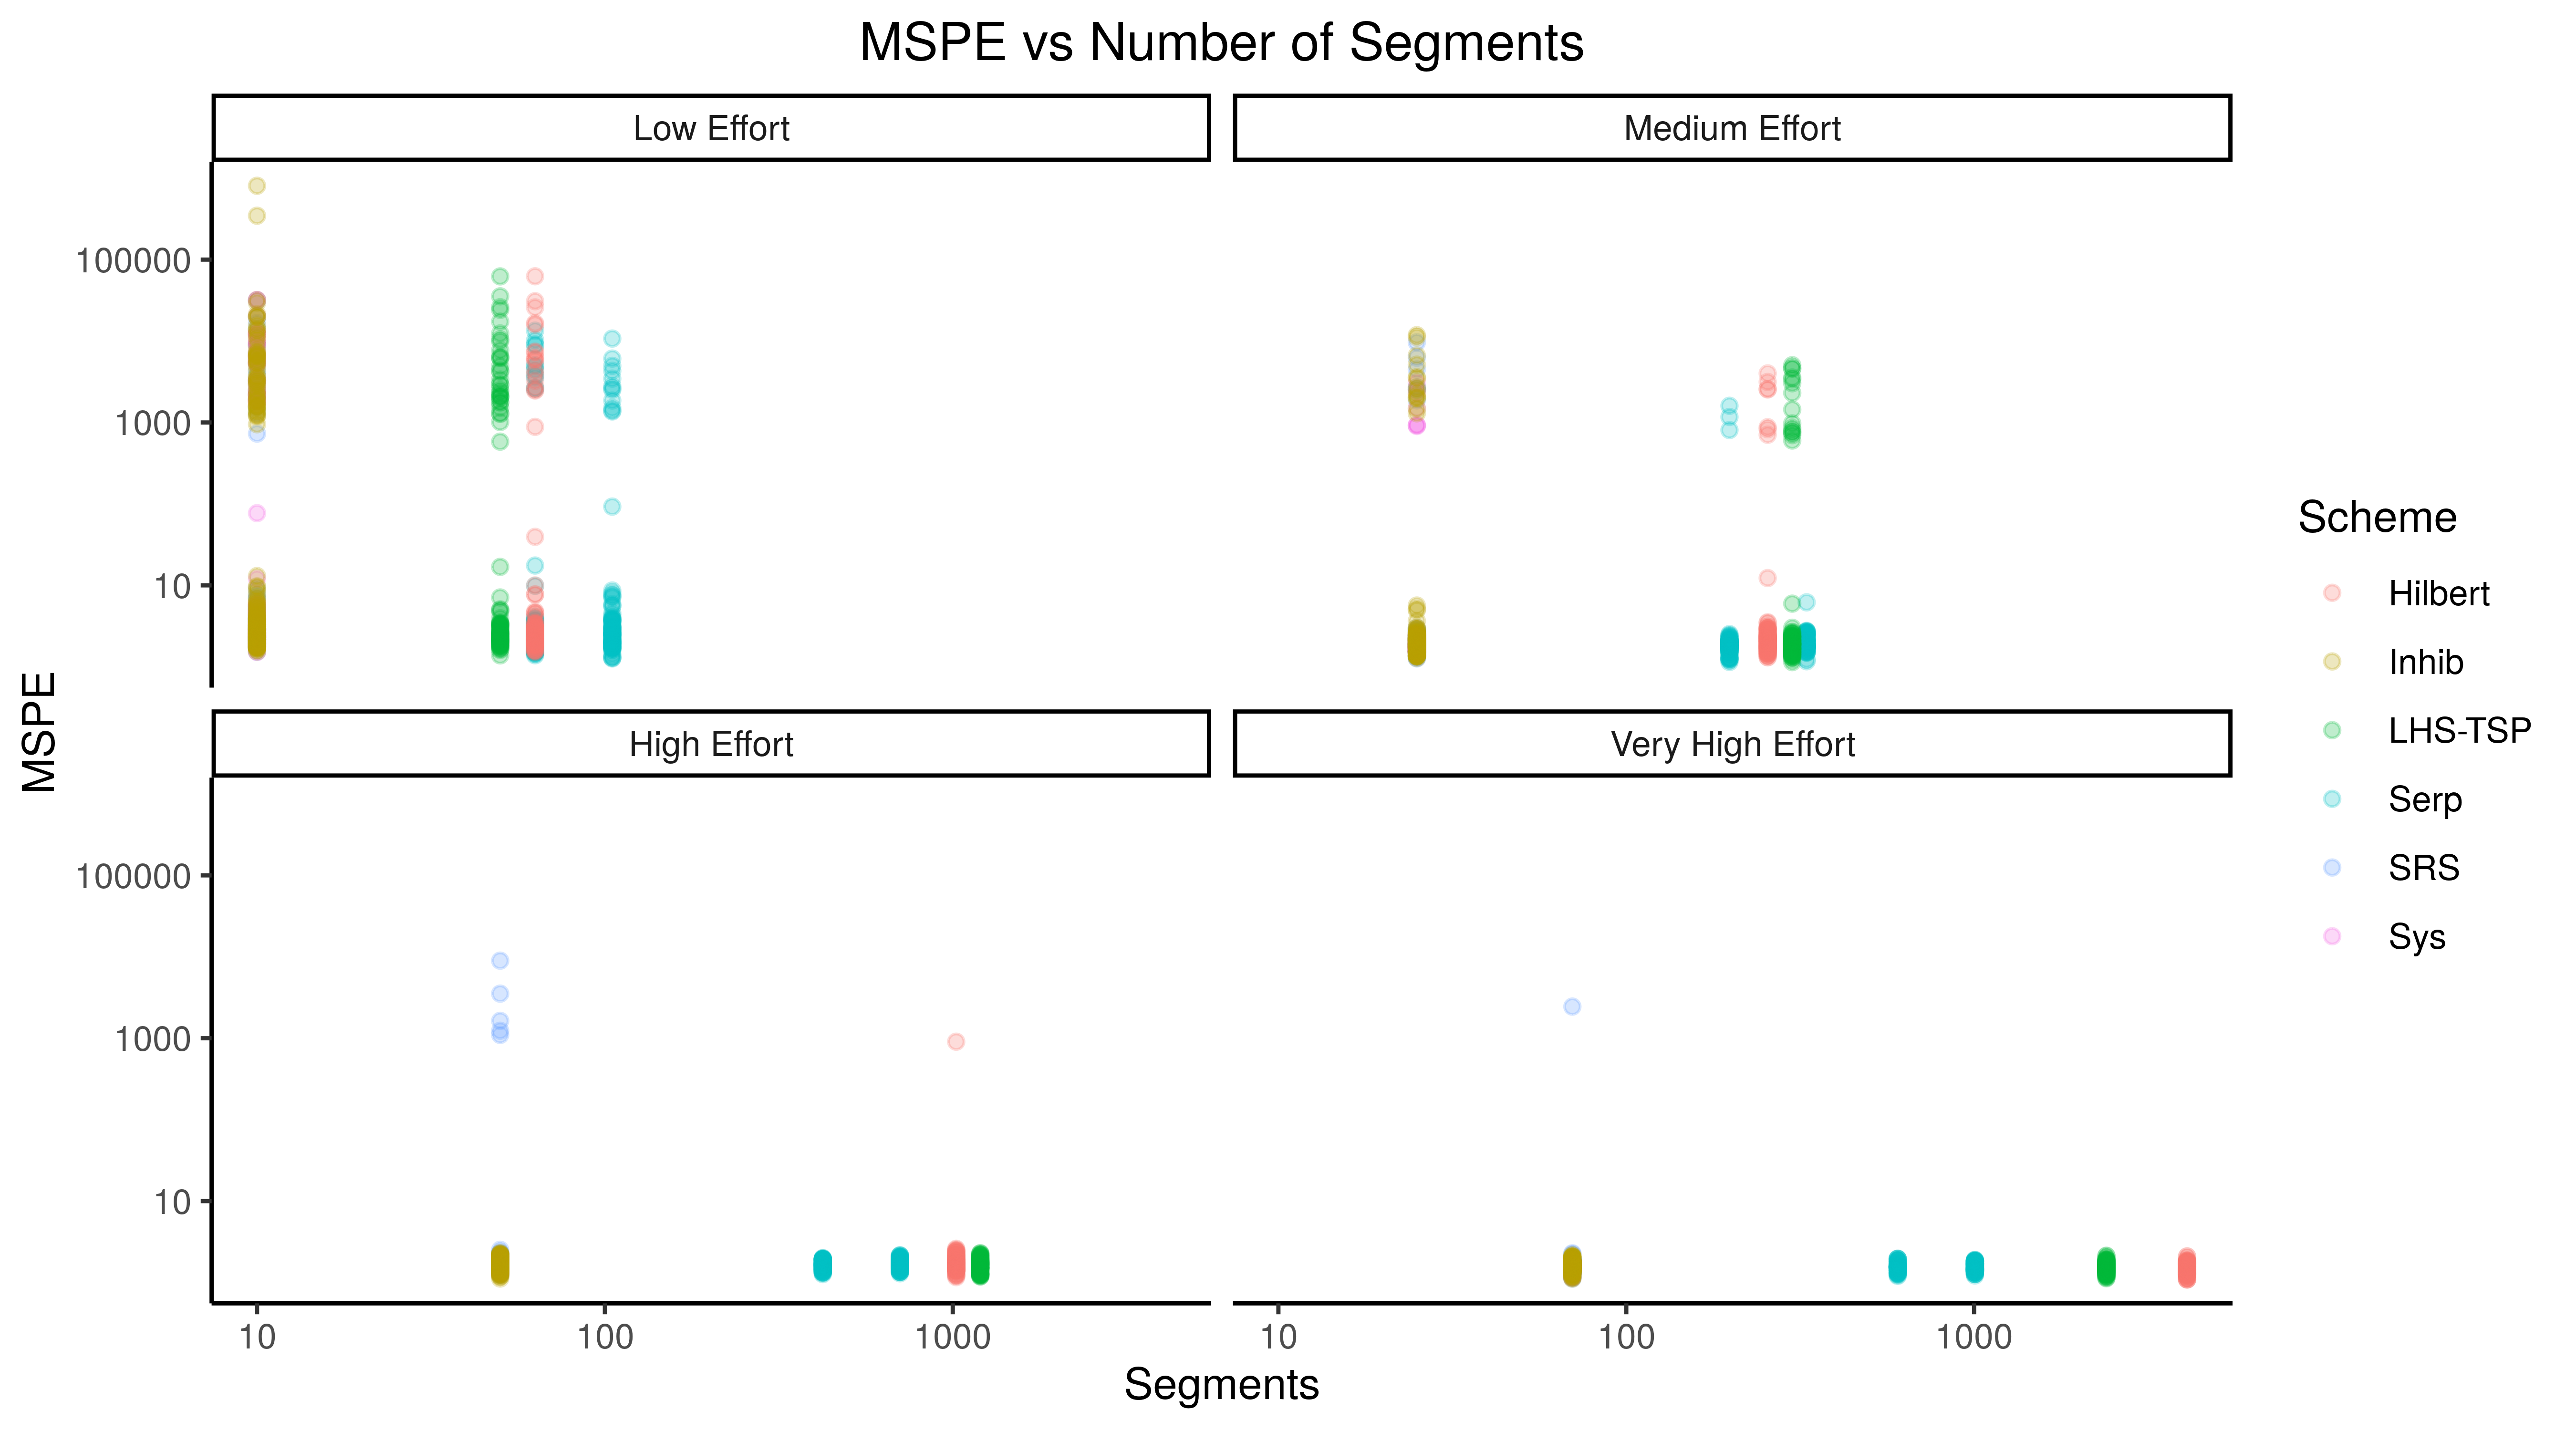 MSPE vs Number of Segments
Low Effort
Medium Effort
100000
1000
10
High Effort
Very High Effort
100000
1000
10
10
100
1000
10
100
1000
Segments
MSPE
Scheme
Hilbert
Inhib
LHS-TSP
Serp
SRS
Sys